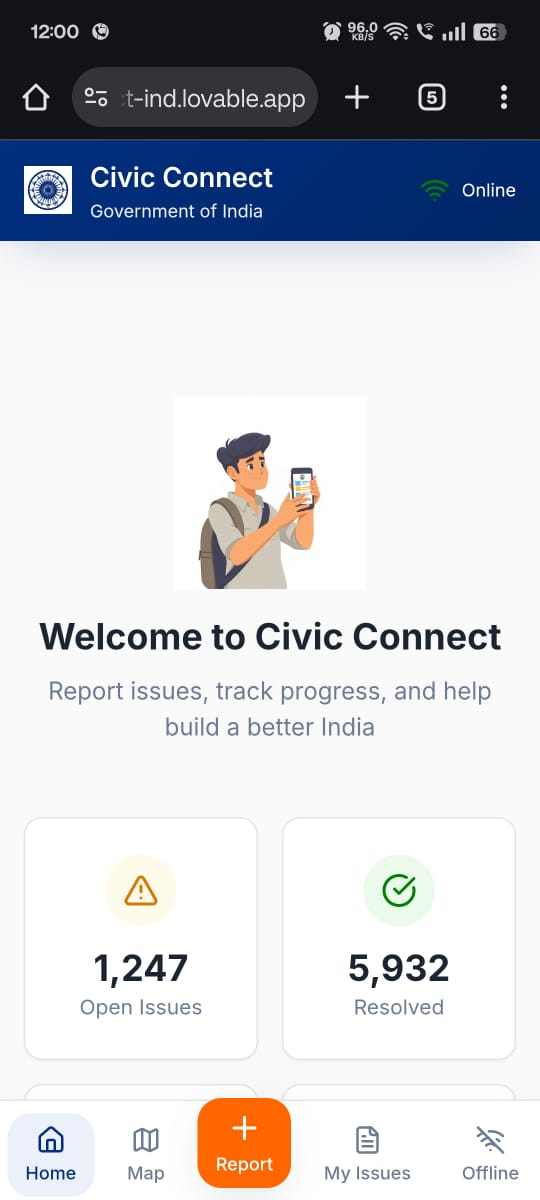 12:00
96.0
KB/S
66
t-ind.lovable.app
5
Civic Connect
Government of India
Online
Welcome to Civic Connect
Report issues, track progress, and help
build a better India
1,247
Open Issues
5,932
Resolved
Home
Map
Report
My Issues
Offline